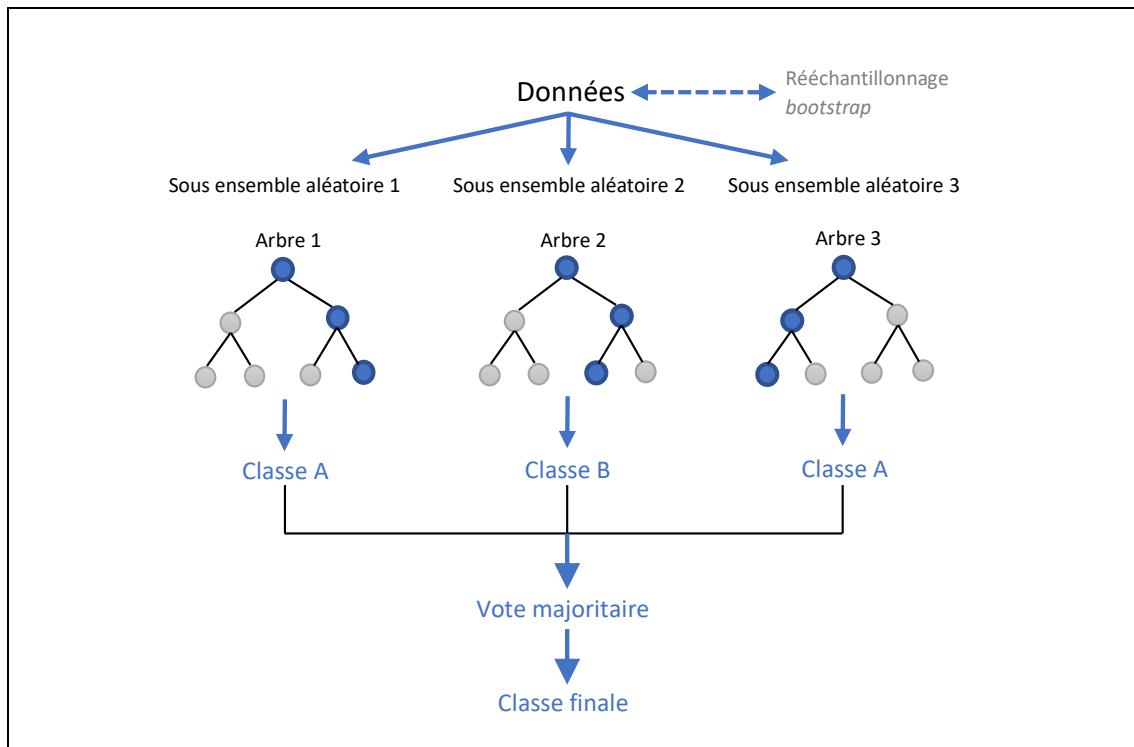 Données
Rééchantillonnage
bootstrap
Sous ensemble aléatoire 1
Sous ensemble aléatoire 2
Sous ensemble aléatoire 3
Arbre 1
Arbre 2
Arbre 3
Classe A
Classe B
Classe A
Vote majoritaire
Classe finale